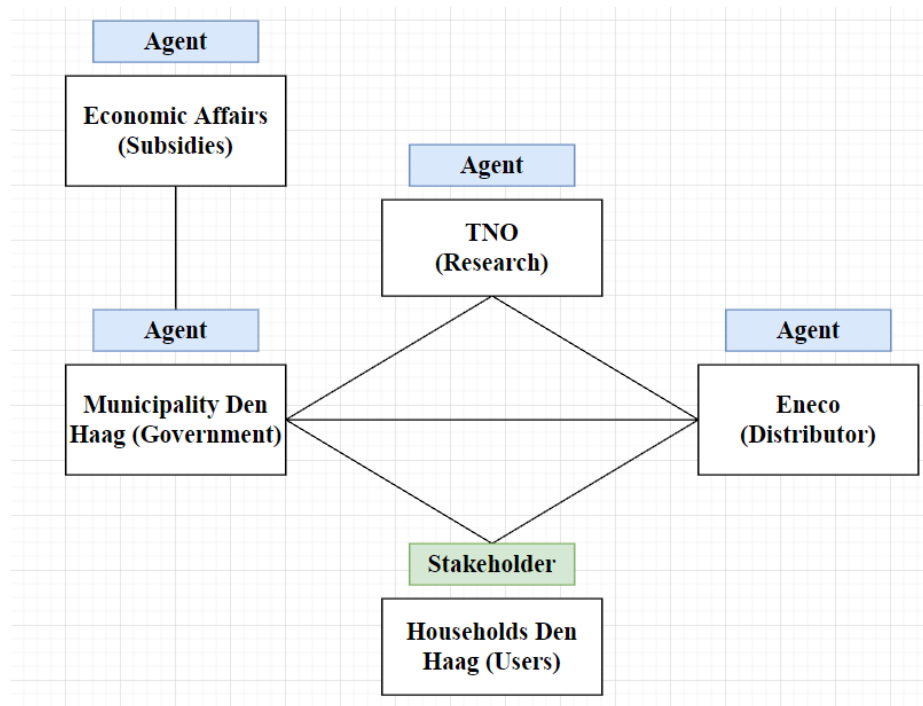 Agent
Economic Affairs
(Subsidies)
Agent
TNO
(Research)
Agent
Municipality Den
Haag (Government)
Agent
Eneco
(Distributor)
Stakeholder
Households Den
Haag (Users)